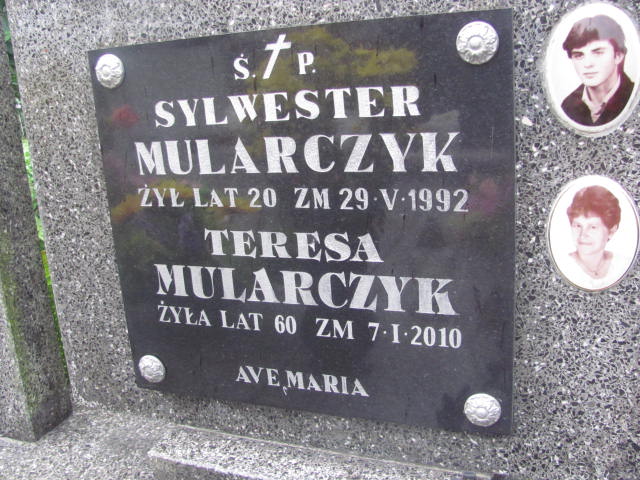 Ś. † P.
SYLWESTER
MULARCZYK
ŻYŁ LAT 20 ZM 29·V·1992
TERESA
MULARCZYK
ŻYŁA LAT 60 ZM 7·I·2010
AVE MARIA